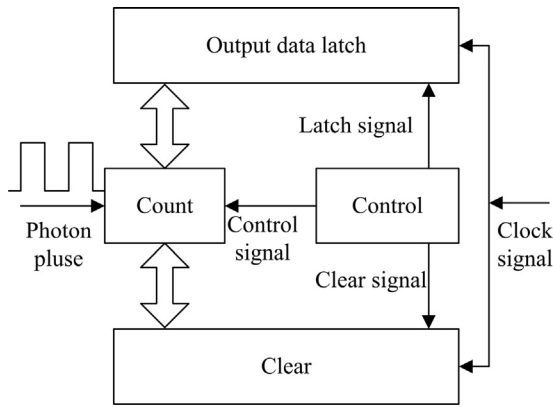 Output data latch
Latch signal
Count
Control
Photon
pluse
Control
signal
Clock
signal
Clear signal
Clear